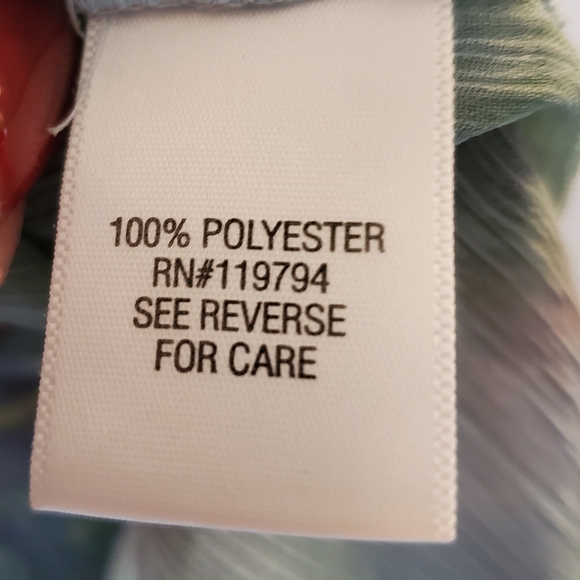 100% POLYESTER
RN#119794
SEE REVERSE
FOR CARE